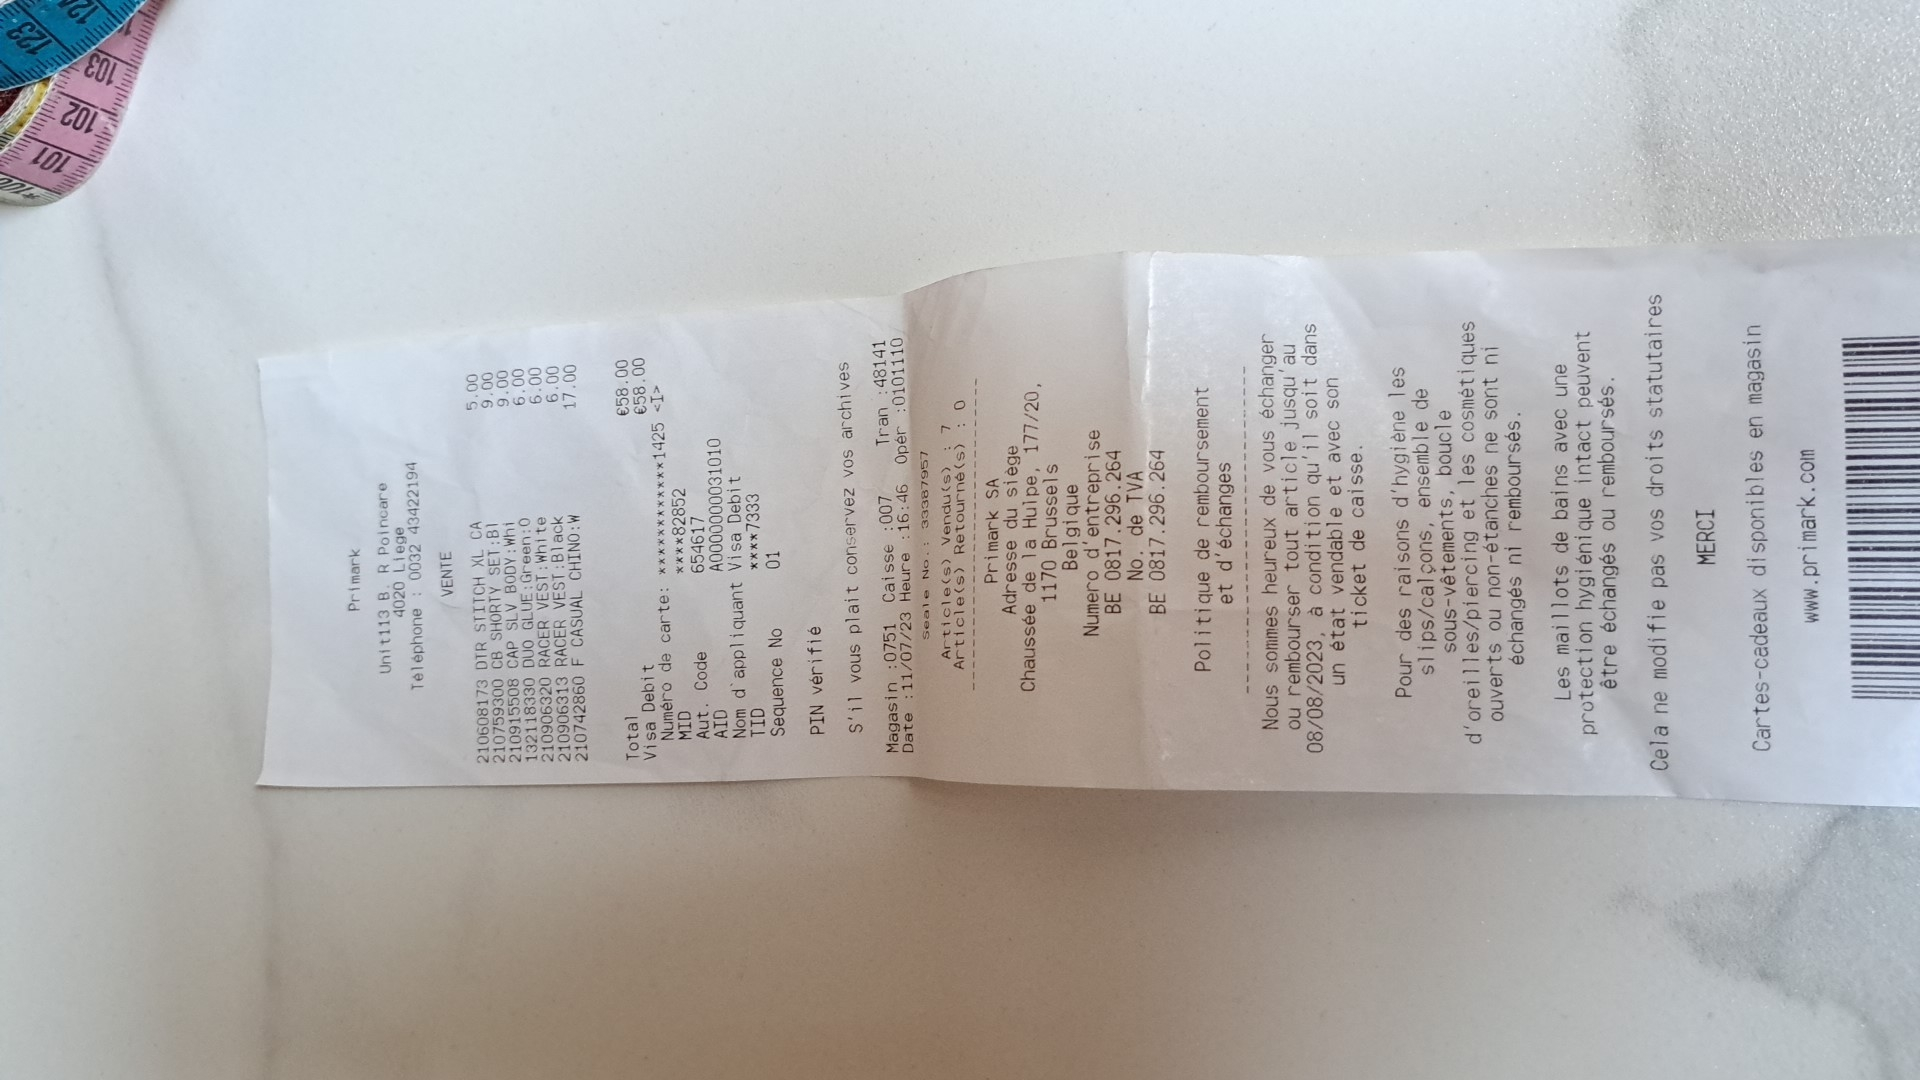 Primark
Unit113 B. R Poincare
4020 Liege
Téléphone : 0032 43422194
VENTE
210608173 DTR STITCH XL CA 5.00
210759300 CB SHORTY SET:Bl 9.00
210915508 CAP SLV BODY:Whi 9.00
132118330 DUO GLUE:Green:O 6.00
210906320 RACER VEST:White 6.00
210906313 RACER VEST:Black 6.00
210742860 F CASUAL CHINO:W 17.00
Total €58.00
Visa Debit €58.00
Numéro de carte: ************1425 <I>
MID ***82852
Aut. Code 654617
AID A0000000031010
Nom d'appliquant Visa Debit
TID ****7333
Sequence No 01
PIN vérifié
S'il vous plait conservez vos archives
Magasin :0751 Caisse :007 Tran :48141
Date :11/07/23 Heure :16:46 Opér :0101110
Seale No.: 33387957
Article(s) Vendu(s) : 7
Article(s) Retourné(s) : 0
Primark SA
Adresse du siège
Chaussée de la Hulpe, 177/20,
1170 Brussels
Belgique
Numero d'entreprise
BE 0817.296.264
No. de TVA
BE 0817.296.264
Politique de remboursement
et d'échanges
Nous sommes heureux de vous échanger
ou rembourser tout article jusqu'au
08/08/2023, à condition qu'il soit dans
un état vendable et avec son
ticket de caisse.
Pour des raisons d'hygiène les
slips/calçons, ensemble de
sous-vêtements, boucle
d'oreilles/piercing et les cosmétiques
ouverts ou non-étanches ne sont ni
échangés ni remboursés.
Les maillots de bains avec une
protection hygiénique intact peuvent
être échangés ou remboursés.
Cela ne modifie pas vos droits statutaires
MERCI
Cartes-cadeaux disponibles en magasin
www.primark.com
123
103
102
101